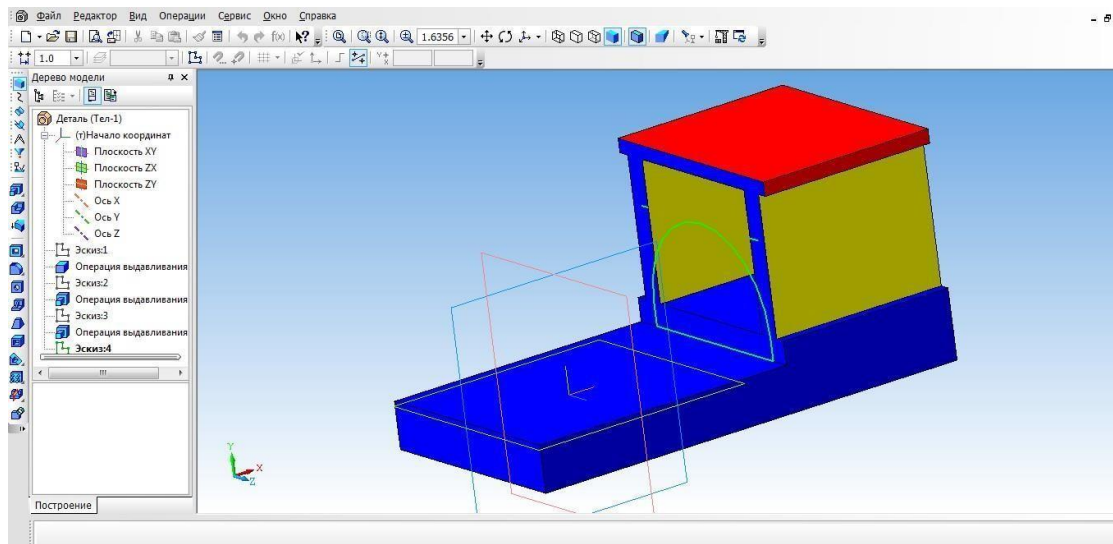 Файл Редактор Вид Операции Сервис Окно Справка
1.6356
1.0
Дерево модели
Деталь (Тел-1)
(т)Начало координат
Плоскость XY
Плоскость ZX
Плоскость ZY
Ось X
Ось Y
Ось Z
Эскиз:1
Операция выдавливания
Эскиз:2
Операция выдавливания
Эскиз:3
Операция выдавливания
Эскиз:4
Построение
Y
X
Z